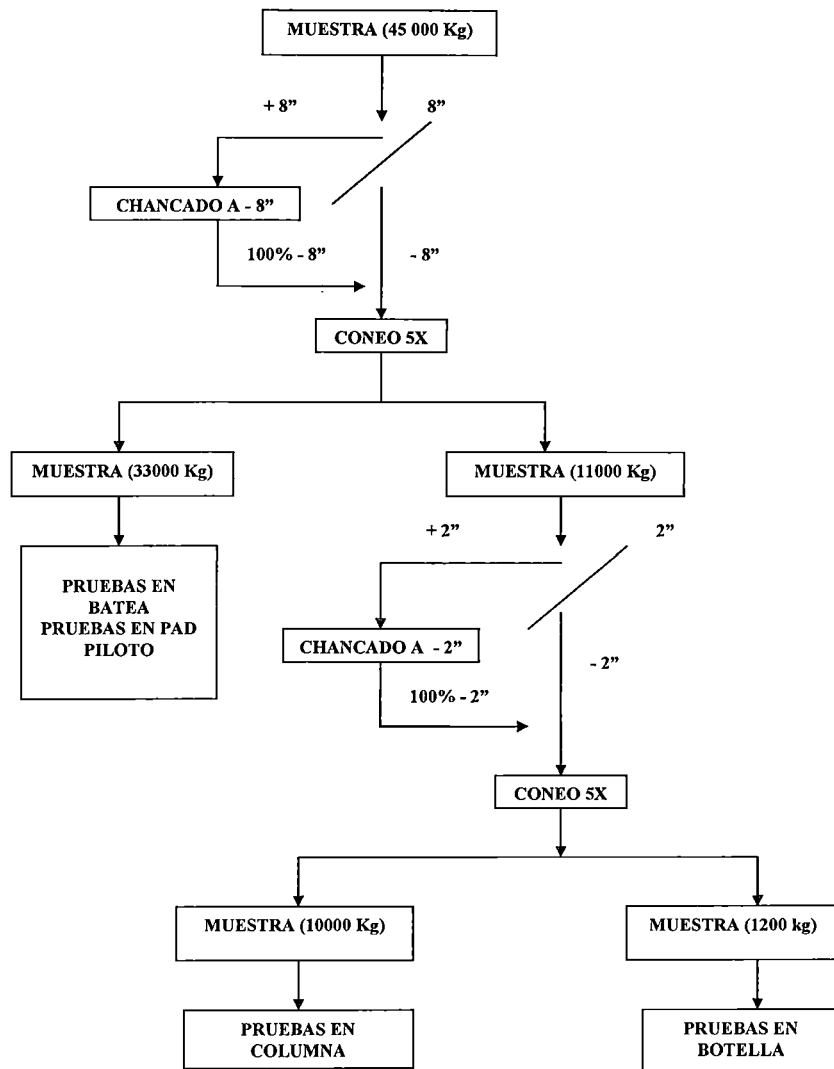 MUESTRA (45 000 Kg)
+ 8”
8”
CHANCADO A - 8”
100% - 8”
- 8”
CONEO 5X
MUESTRA (33000 Kg)
MUESTRA (11000 Kg)
+ 2”
2”
PRUEBAS EN
BATEA
PRUEBAS EN PAD
PILOTO
CHANCADO A - 2”
- 2”
100% - 2”
CONEO 5X
MUESTRA (10000 Kg)
MUESTRA (1200 kg)
PRUEBAS EN
COLUMNA
PRUEBAS EN
BOTELLA